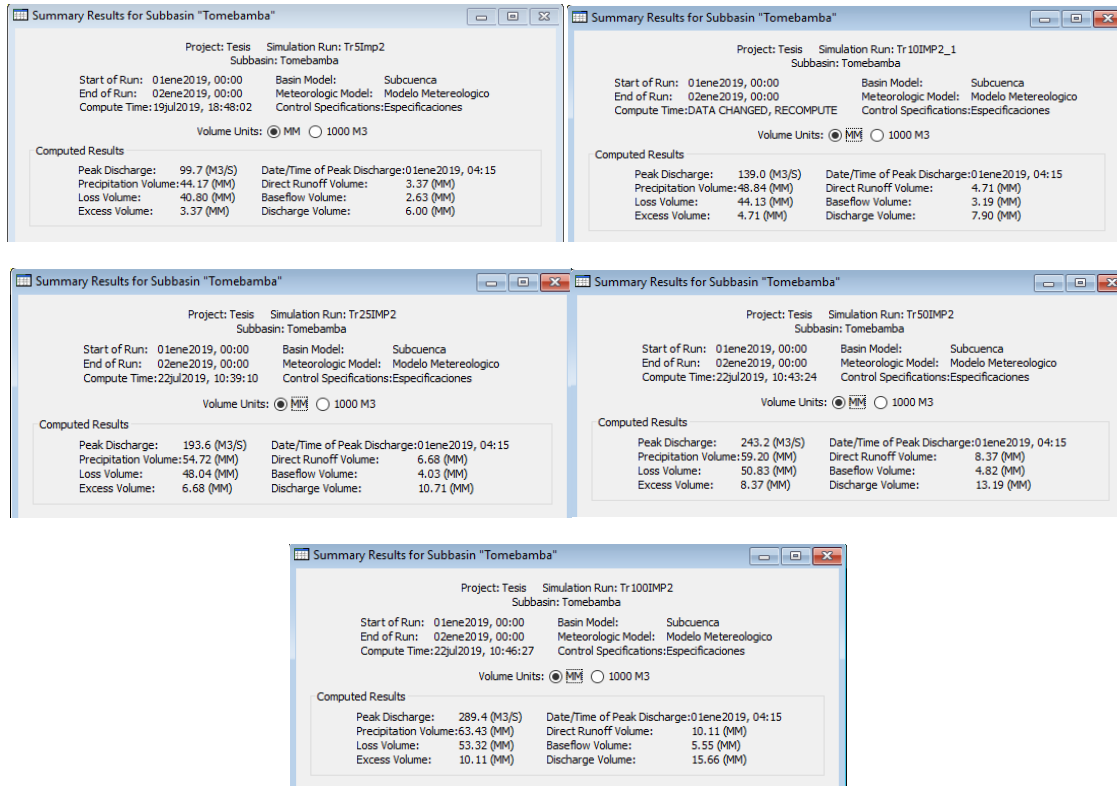 Summary Results for Subbasin "Tomebamba"
Project: Tesis Simulation Run: Tr5Imp2
Subbasin: Tomebamba
Start of Run: 01ene2019, 00:00 Basin Model: Subcuenca
End of Run: 02ene2019, 00:00 Meteorologic Model: Modelo Metereologico
Compute Time:19jul2019, 18:48:02 Control Specifications:Especificaciones
Volume Units: MM 1000 M3
Computed Results
Peak Discharge: 99.7 (M3/S) Date/Time of Peak Discharge:01ene2019, 04:15
Precipitation Volume:44.17 (MM) Direct Runoff Volume: 3.37 (MM)
Loss Volume: 40.80 (MM) Baseflow Volume: 2.63 (MM)
Excess Volume: 3.37 (MM) Discharge Volume: 6.00 (MM)
Summary Results for Subbasin "Tomebamba"
Project: Tesis Simulation Run: Tr10IMP2_1
Subbasin: Tomebamba
Start of Run: 01ene2019, 00:00 Basin Model: Subcuenca
End of Run: 02ene2019, 00:00 Meteorologic Model: Modelo Metereologico
Compute Time:DATA CHANGED, RECOMPUTE Control Specifications:Especificaciones
Volume Units: MM 1000 M3
Computed Results
Peak Discharge: 139.0 (M3/S) Date/Time of Peak Discharge:01ene2019, 04:15
Precipitation Volume:48.84 (MM) Direct Runoff Volume: 4.71 (MM)
Loss Volume: 44.13 (MM) Baseflow Volume: 3.19 (MM)
Excess Volume: 4.71 (MM) Discharge Volume: 7.90 (MM)
Summary Results for Subbasin "Tomebamba"
Project: Tesis Simulation Run: Tr25IMP2
Subbasin: Tomebamba
Start of Run: 01ene2019, 00:00 Basin Model: Subcuenca
End of Run: 02ene2019, 00:00 Meteorologic Model: Modelo Metereologico
Compute Time:22jul2019, 10:39:10 Control Specifications:Especificaciones
Volume Units: MM 1000 M3
Computed Results
Peak Discharge: 193.6 (M3/S) Date/Time of Peak Discharge:01ene2019, 04:15
Precipitation Volume:54.72 (MM) Direct Runoff Volume: 6.68 (MM)
Loss Volume: 48.04 (MM) Baseflow Volume: 4.03 (MM)
Excess Volume: 6.68 (MM) Discharge Volume: 10.71 (MM)
Summary Results for Subbasin "Tomebamba"
Project: Tesis Simulation Run: Tr50IMP2
Subbasin: Tomebamba
Start of Run: 01ene2019, 00:00 Basin Model: Subcuenca
End of Run: 02ene2019, 00:00 Meteorologic Model: Modelo Metereologico
Compute Time:22jul2019, 10:43:24 Control Specifications:Especificaciones
Volume Units: MM 1000 M3
Computed Results
Peak Discharge: 243.2 (M3/S) Date/Time of Peak Discharge:01ene2019, 04:15
Precipitation Volume:59.20 (MM) Direct Runoff Volume: 8.37 (MM)
Loss Volume: 50.83 (MM) Baseflow Volume: 4.82 (MM)
Excess Volume: 8.37 (MM) Discharge Volume: 13.19 (MM)
Summary Results for Subbasin "Tomebamba"
Project: Tesis Simulation Run: Tr100IMP2
Subbasin: Tomebamba
Start of Run: 01ene2019, 00:00 Basin Model: Subcuenca
End of Run: 02ene2019, 00:00 Meteorologic Model: Modelo Metereologico
Compute Time:22jul2019, 10:46:27 Control Specifications:Especificaciones
Volume Units: MM 1000 M3
Computed Results
Peak Discharge: 289.4 (M3/S) Date/Time of Peak Discharge:01ene2019, 04:15
Precipitation Volume:63.43 (MM) Direct Runoff Volume: 10.11 (MM)
Loss Volume: 53.32 (MM) Baseflow Volume: 5.55 (MM)
Excess Volume: 10.11 (MM) Discharge Volume: 15.66 (MM)